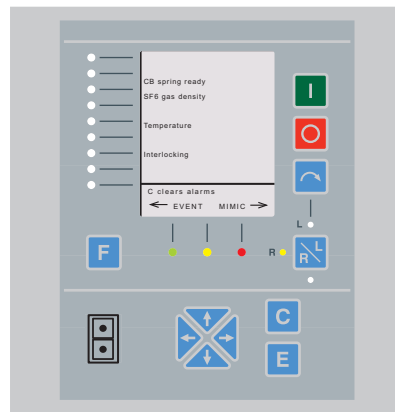 CB spring ready
SF6 gas density
I
Temperature
Interlocking
C clears alarms
← EVENT MIMIC →
L
F
R
L
R
C
E